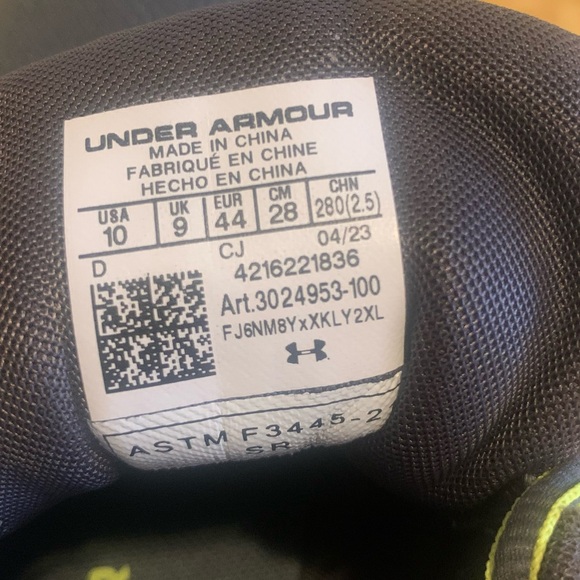 UNDER ARMOUR
MADE IN CHINA
FABRIQUÉ EN CHINE
HECHO EN CHINA
USA UK EUR CM CHN
10 9 44 28 280(2.5)
D CJ 04/23
4216221836
Art.3024953-100
FJ6NM8YxXKLY2XL
ASTM F3445-2
SR